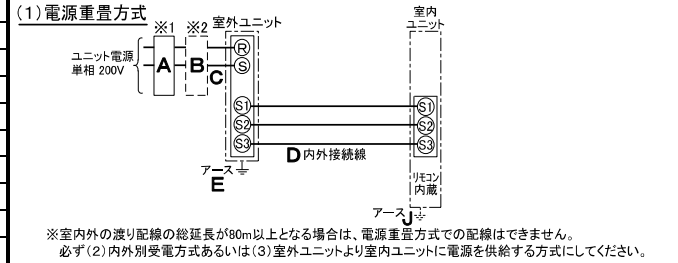 (1)電源重畳方式
※1 ※2 室外ユニット
室内
ユニット
ユニット電源
単相 200V
A
B
C
R
S
S1
S2
S3
S1
S2
S3
D 内外接続線
アース
E
リモコン
内蔵
アース J
※室内外の渡り配線の総延長が80m以上となる場合は、電源重畳方式での配線はできません。
必ず(2)内外別受電方式あるいは(3)室外ユニットより室内ユニットに電源を供給する方式にしてください。